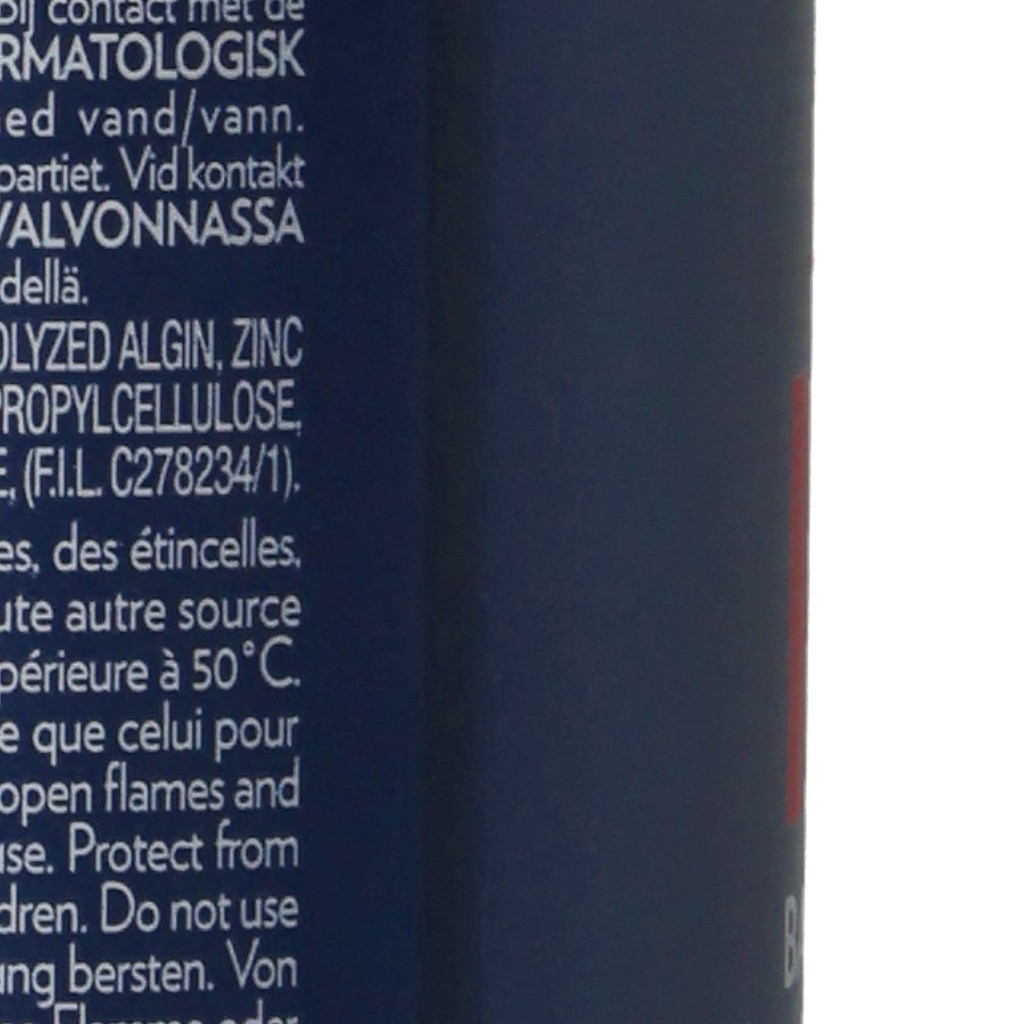 bij contact met de
RMATOLOGISK
ed vand/vann.
partiet. Vid kontakt
VALVONNASSA
dellä.
OLYZED ALGIN, ZINC
PROPYLCELLULOSE,
E, (F.I.L. C278234/1).
es, des étincelles,
ute autre source
périeure à 50°C.
e que celui pour
open flames and
use. Protect from
dren. Do not use
ung bersten. Von
Flamme oder
B